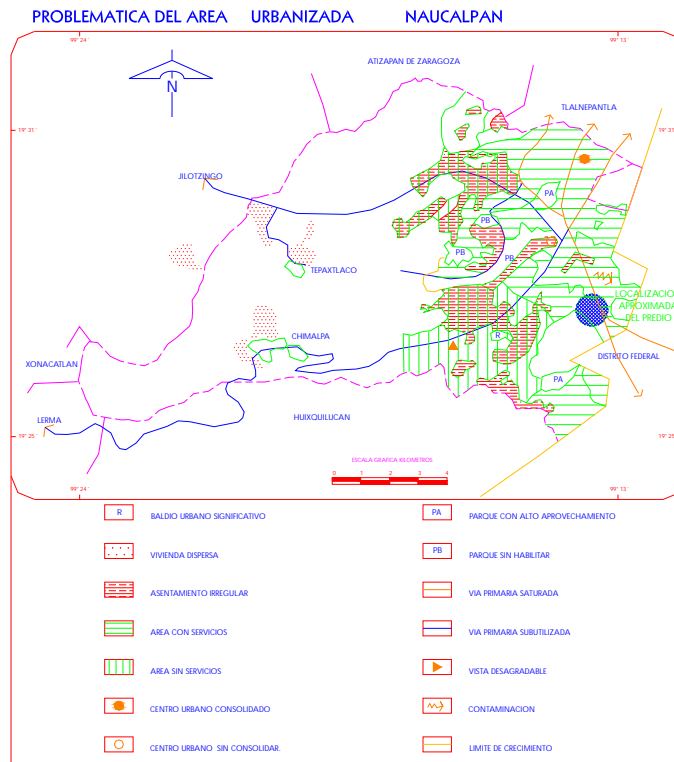 PROBLEMATICA DEL AREA URBANIZADA NAUCALPAN
99° 24´
99° 13´
ATIZAPAN DE ZARAGOZA
N
TLALNEPANTLA
19° 31´
19° 31´
JILOTZINGO
PA
PB
PB
PB
TEPAXTLACO
LOCALIZACIO
APROXIMADA
DEL PREDIO
CHIMALPA
R
XONACATLAN
DISTRITO FEDERAL
PA
LERMA
HUIXQUILUCAN
19° 25
19° 25
ESCALA GRAFICA KILOMETROS
0 1 2 3 4
99° 24´
99° 13´
R BALDIO URBANO SIGNIFICATIVO
PA PARQUE CON ALTO APROVECHAMIENTO
VIVIENDA DISPERSA
PB PARQUE SIN HABILITAR
ASENTAMIENTO IRREGULAR
VIA PRIMARIA SATURADA
AREA CON SERVICIOS
VIA PRIMARIA SUBUTILIZADA
AREA SIN SERVICIOS
VISTA DESAGRADABLE
CENTRO URBANO CONSOLIDADO
CONTAMINACION
CENTRO URBANO SIN CONSOLIDAR.
LIMITE DE CRECIMIENTO